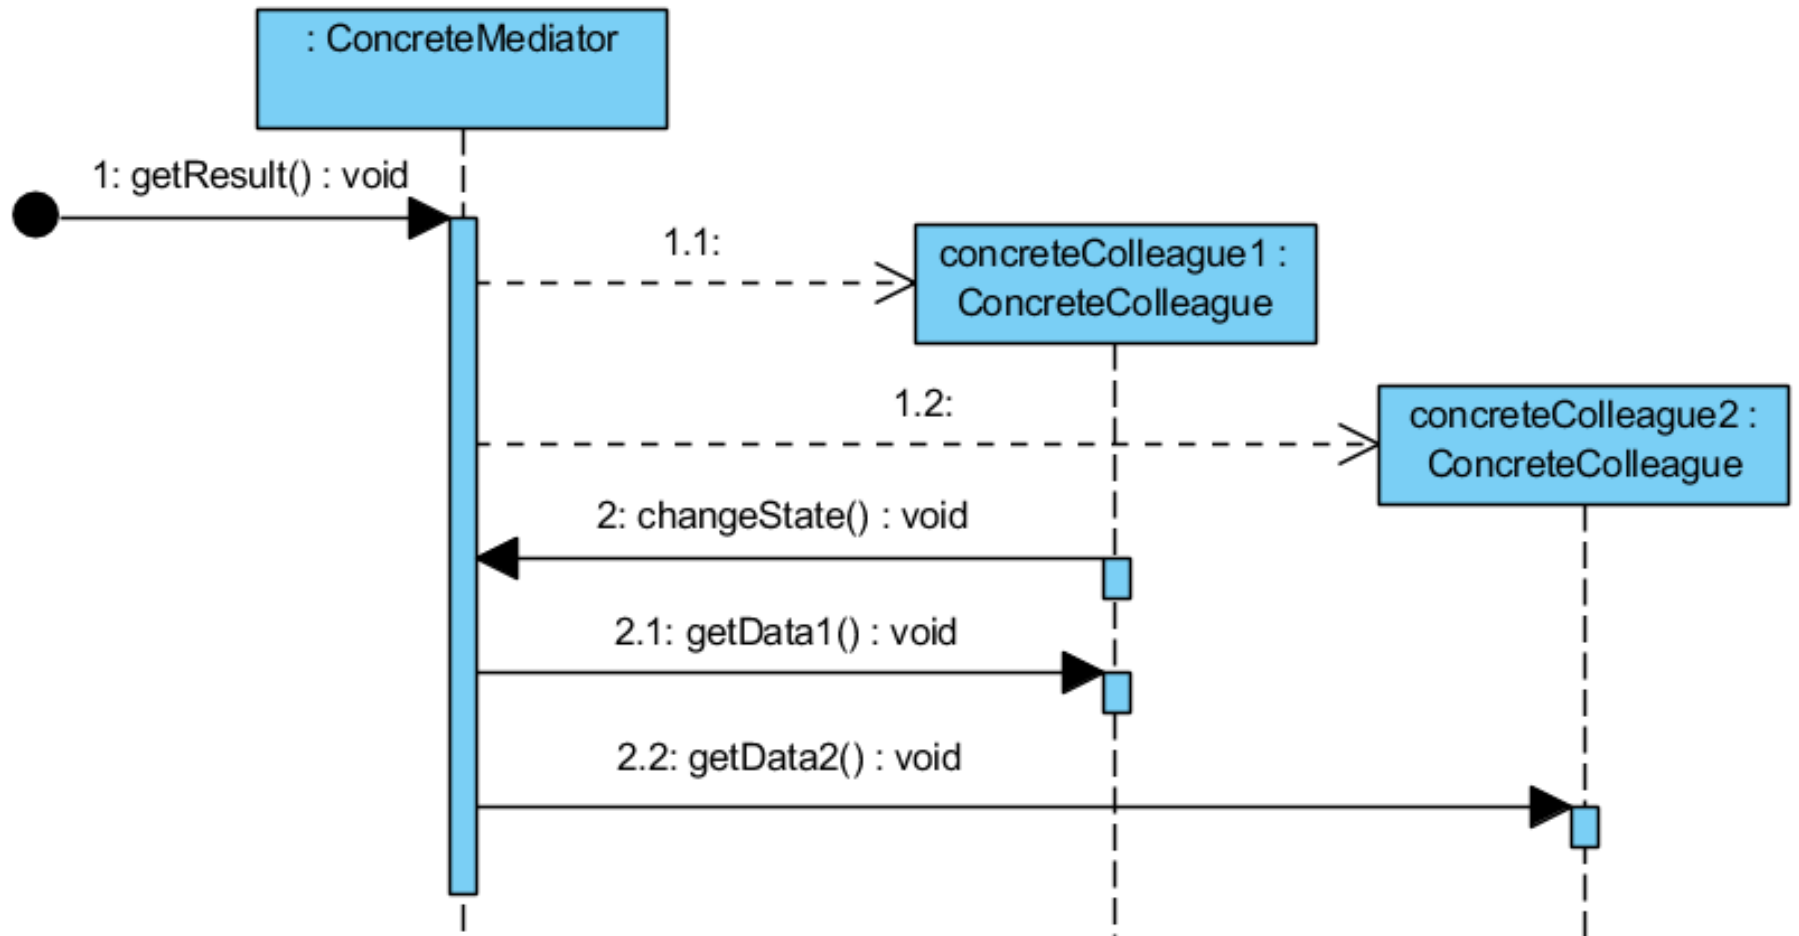 : ConcreteMediator
1: getResult() : void
1.1:
concreteColleague1 :
ConcreteColleague
1.2:
concreteColleague2 :
ConcreteColleague
2: changeState() : void
2.1: getData1() : void
2.2: getData2() : void